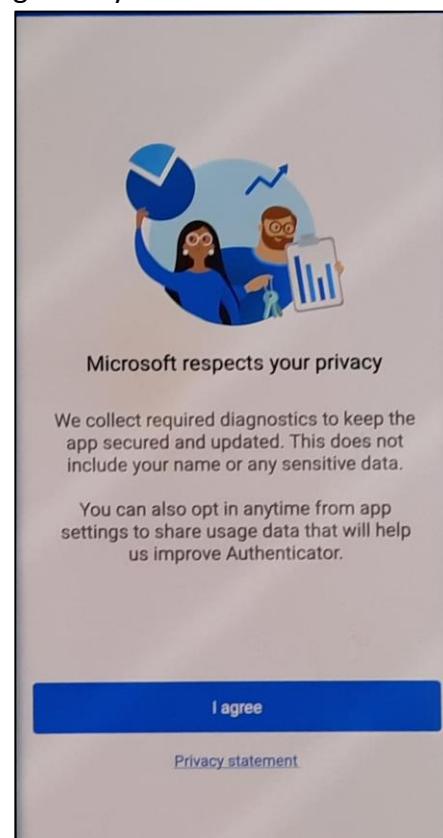 Microsoft respects your privacy
We collect required diagnostics to keep the
app secured and updated. This does not
include your name or any sensitive data.
You can also opt in anytime from app
settings to share usage data that will help
us improve Authenticator.
I agree
Privacy statement